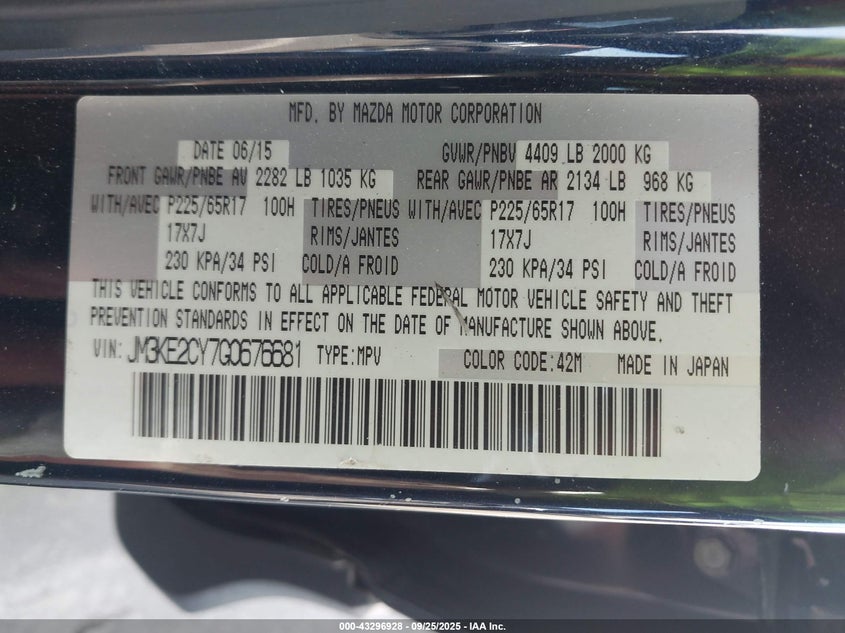 MFD. BY MAZDA MOTOR CORPORATION
DATE 06/15 GVWR/PNBV 4409 LB 2000 KG
FRONT GAWR/PNBE AV 2282 LB 1035 KG REAR GAWR/PNBE AR 2134 LB 968 KG
WITH/AVEC P225/65R17 100H TIRES/PNEUS WITH/AVEC P225/65R17 100H TIRES/PNEUS
17X7J RIMS/JANTES 17X7J RIMS/JANTES
230 KPA/34 PSI COLD/A FROID 230 KPA/34 PSI COLD/A FROID
THIS VEHICLE CONFORMS TO ALL APPLICABLE FEDERAL MOTOR VEHICLE SAFETY AND THEFT
PREVENTION STANDARDS IN EFFECT ON THE DATE OF MANUFACTURE SHOWN ABOVE.
VIN: JM3KE2CY7G0676681 TYPE:MPV COLOR CODE:42M MADE IN JAPAN
000-43296928 - 09/25/2025 - IAA Inc.